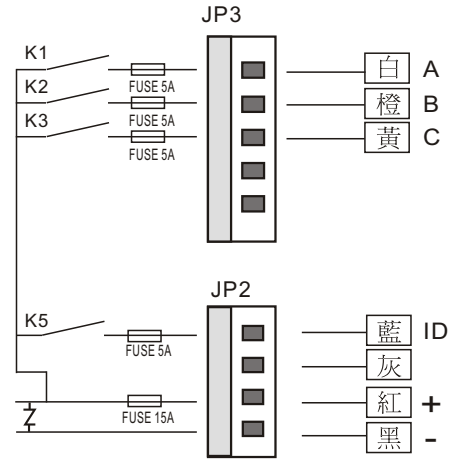 JP3
K1
FUSE 5A
白 A
K2
FUSE 5A
橙 B
K3
FUSE 5A
黃 C
JP2
K5
FUSE 5A
藍 ID
灰
FUSE 15A
紅 +
黑 -